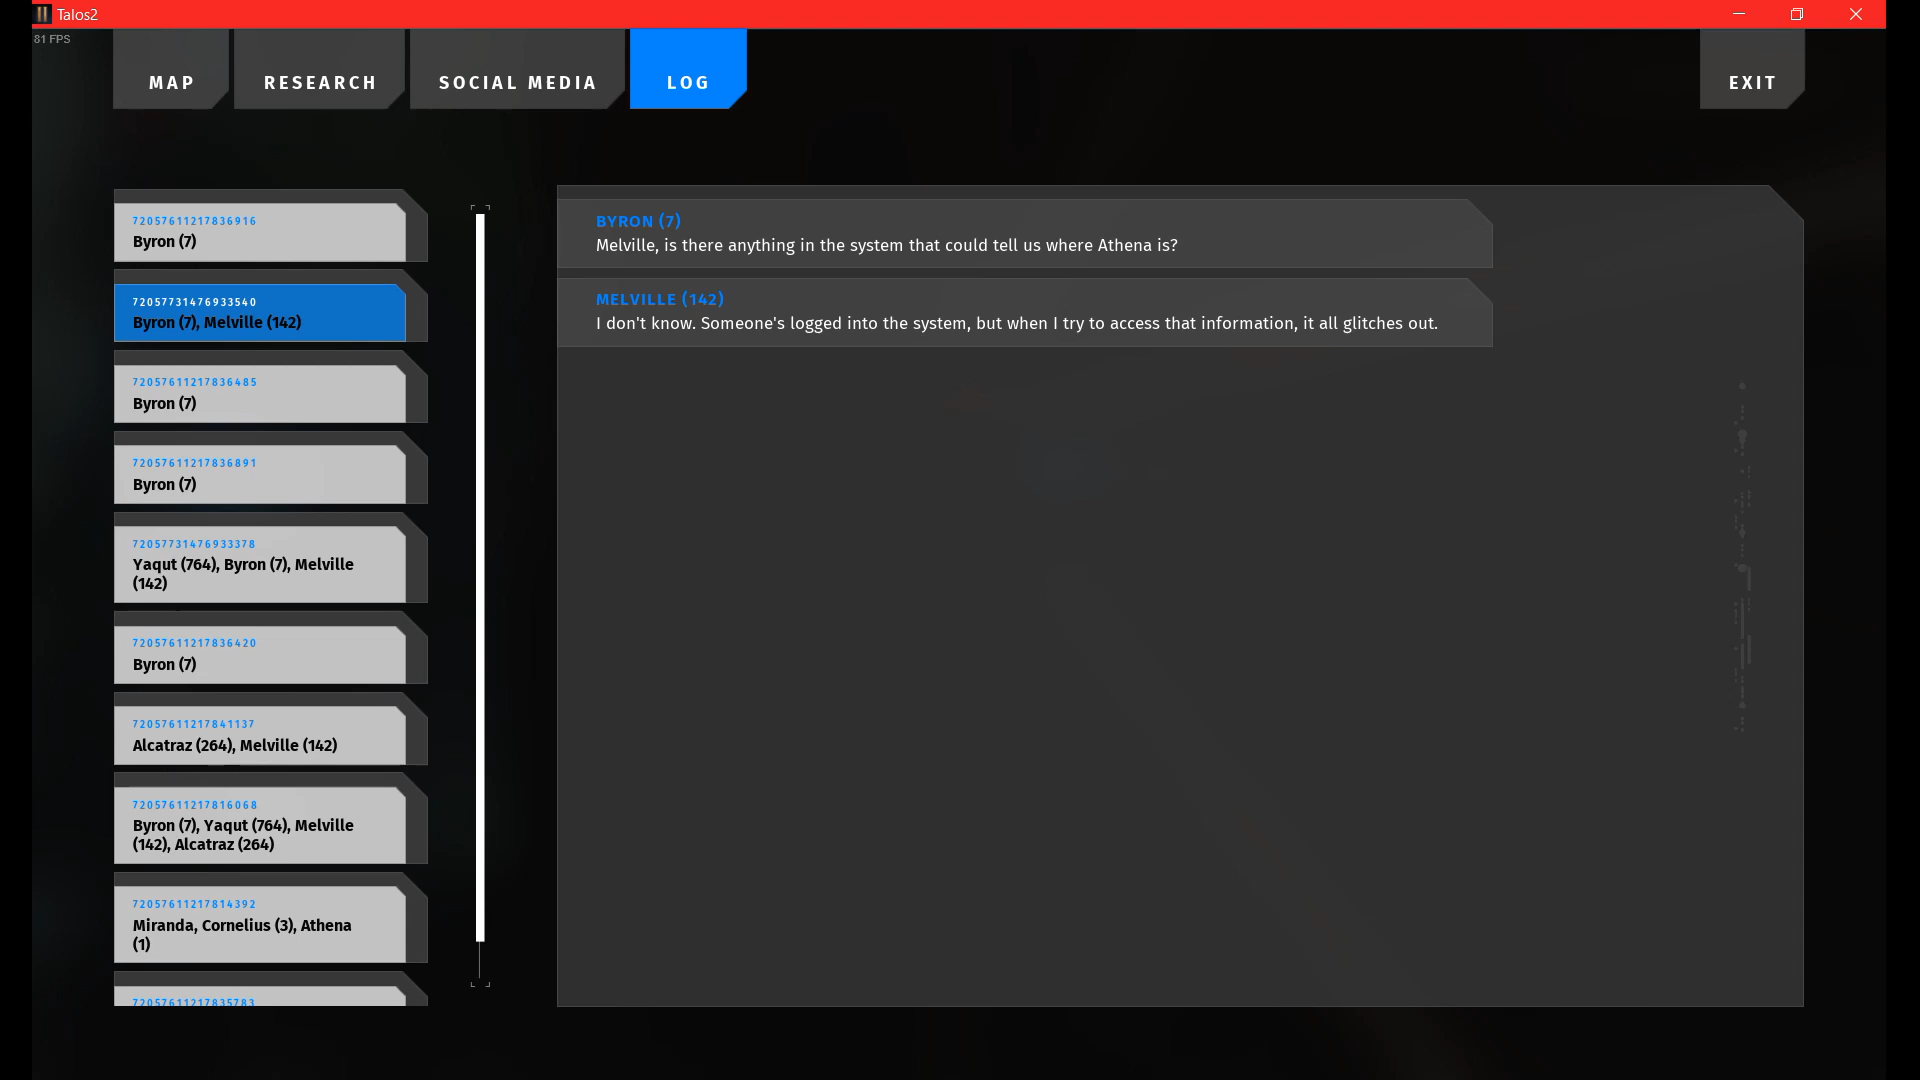 Talos2
81 FPS
MAP
RESEARCH
SOCIAL MEDIA
LOG
EXIT
72057611217836916
Byron (7)
72057731476933540
Byron (7), Melville (142)
72057611217836485
Byron (7)
72057611217836891
Byron (7)
72057731476933378
Yaqut (764), Byron (7), Melville
(142)
72057611217836420
Byron (7)
72057611217841137
Alcatraz (264), Melville (142)
72057611217816068
Byron (7), Yaqut (764), Melville
(142), Alcatraz (264)
72057611217814392
Miranda, Cornelius (3), Athena
(1)
72057611217835783
BYRON (7)
Melville, is there anything in the system that could tell us where Athena is?
MELVILLE (142)
I don't know. Someone's logged into the system, but when I try to access that information, it all glitches out.